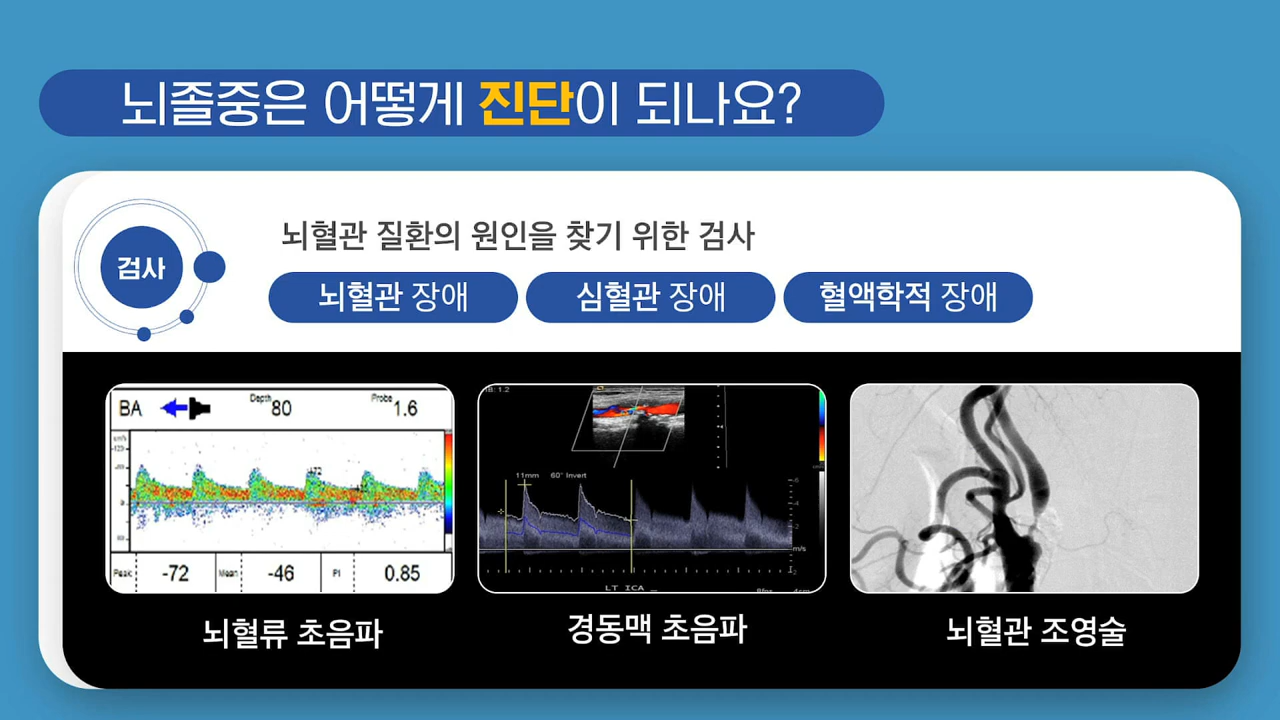 뇌졸중은 어떻게 진단이 되나요?
검사
뇌혈관 질환의 원인을 찾기 위한 검사
뇌혈관 장애
심혈관 장애
혈액학적 장애
BA
Depth 80
Probe 1.6
cm/s
Peak -72
Mean -46
PI 0.85
11mm 60° Invert
m/s
LT ICA
뇌혈류 초음파
경동맥 초음파
뇌혈관 조영술